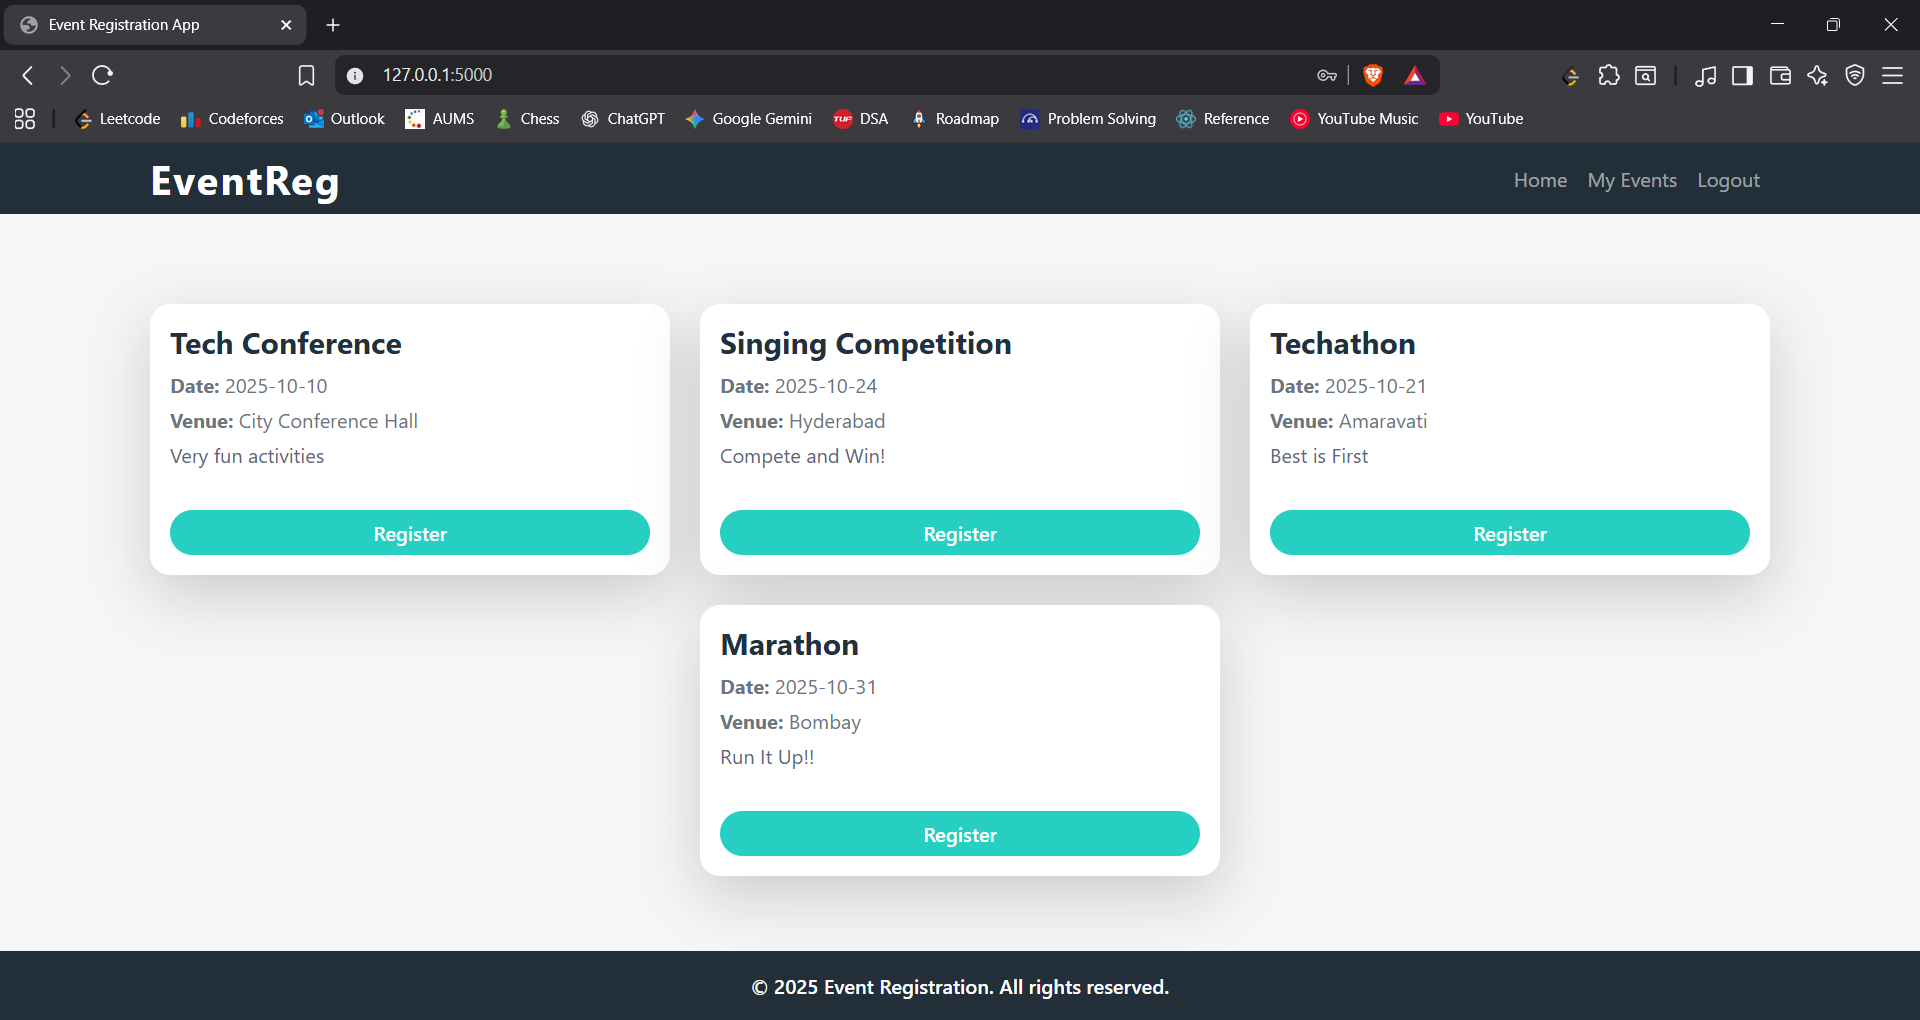 Event Registration App
127.0.0.1:5000
Leetcode Codeforces Outlook AUMS Chess ChatGPT Google Gemini TUF DSA Roadmap Problem Solving Reference YouTube Music YouTube
EventReg Home My Events Logout
Tech Conference
Date: 2025-10-10
Venue: City Conference Hall
Very fun activities
Register
Singing Competition
Date: 2025-10-24
Venue: Hyderabad
Compete and Win!
Register
Techathon
Date: 2025-10-21
Venue: Amaravati
Best is First
Register
Marathon
Date: 2025-10-31
Venue: Bombay
Run It Up!!
Register
© 2025 Event Registration. All rights reserved.